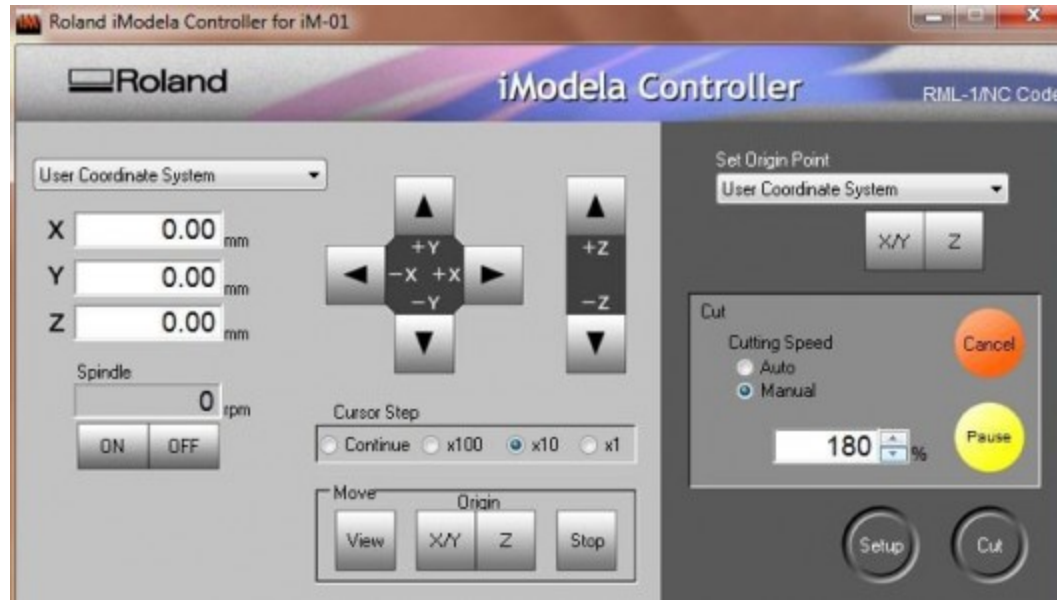 Roland iModela Controller for iM-01
Roland
iModela Controller
RML-1/NC Code
User Coordinate System
X 0.00 mm
Y 0.00 mm
Z 0.00 mm
Spindle
0 rpm
ON OFF
+Y
-X +X
-Y
+Z
-Z
Cursor Step
Continue x100 x10 x1
Move
Origin
View X/Y Z Stop
Set Origin Point
User Coordinate System
X/Y Z
Cut
Cutting Speed
Auto
Manual
180 %
Cancel
Pause
Setup Cut